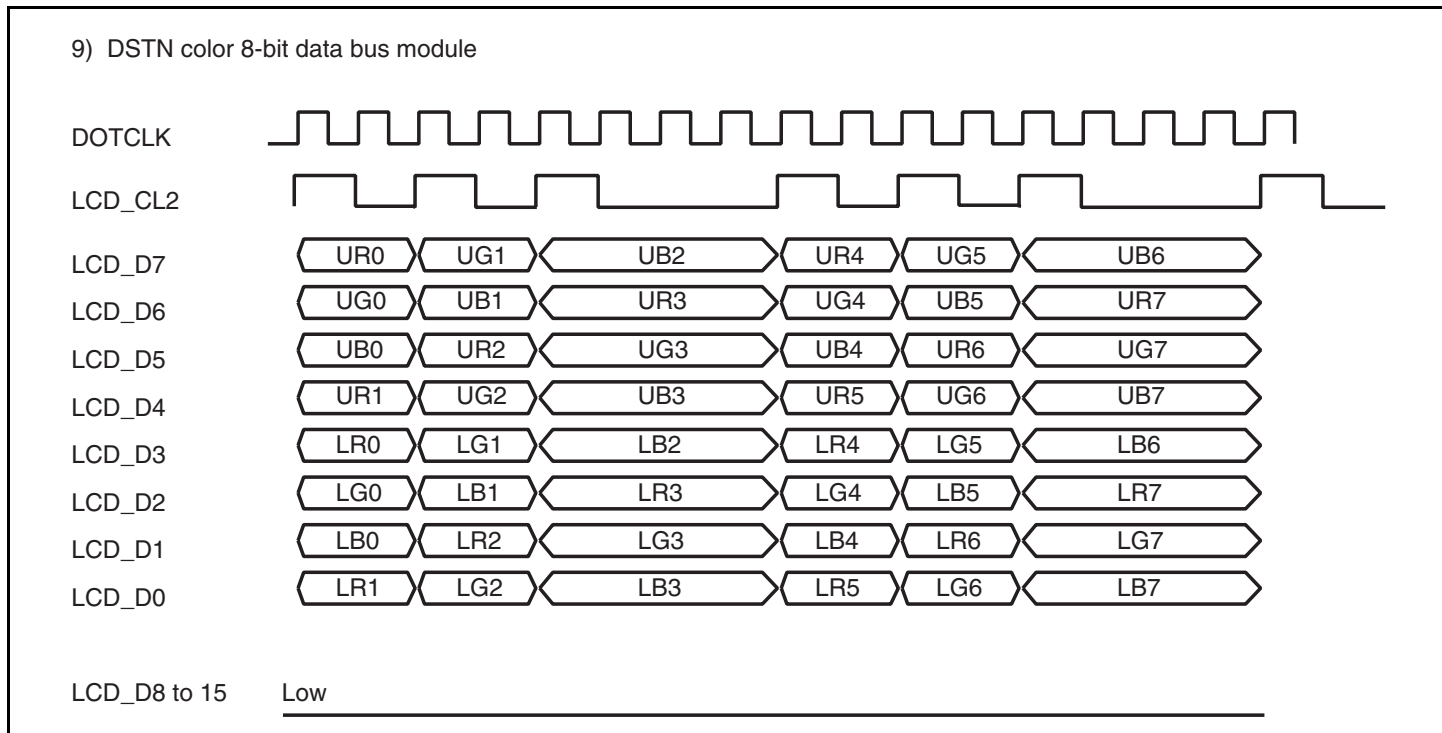 9) DSTN color 8-bit data bus module
DOTCLK
LCD_CL2
LCD_D7 UR0 UG1 UB2 UR4 UG5 UB6
LCD_D6 UG0 UB1 UR3 UG4 UB5 UR7
LCD_D5 UB0 UR2 UG3 UB4 UR6 UG7
LCD_D4 UR1 UG2 UB3 UR5 UG6 UB7
LCD_D3 LR0 LG1 LB2 LR4 LG5 LB6
LCD_D2 LG0 LB1 LR3 LG4 LB5 LR7
LCD_D1 LB0 LR2 LG3 LB4 LR6 LG7
LCD_D0 LR1 LG2 LB3 LR5 LG6 LB7
LCD_D8 to 15 Low